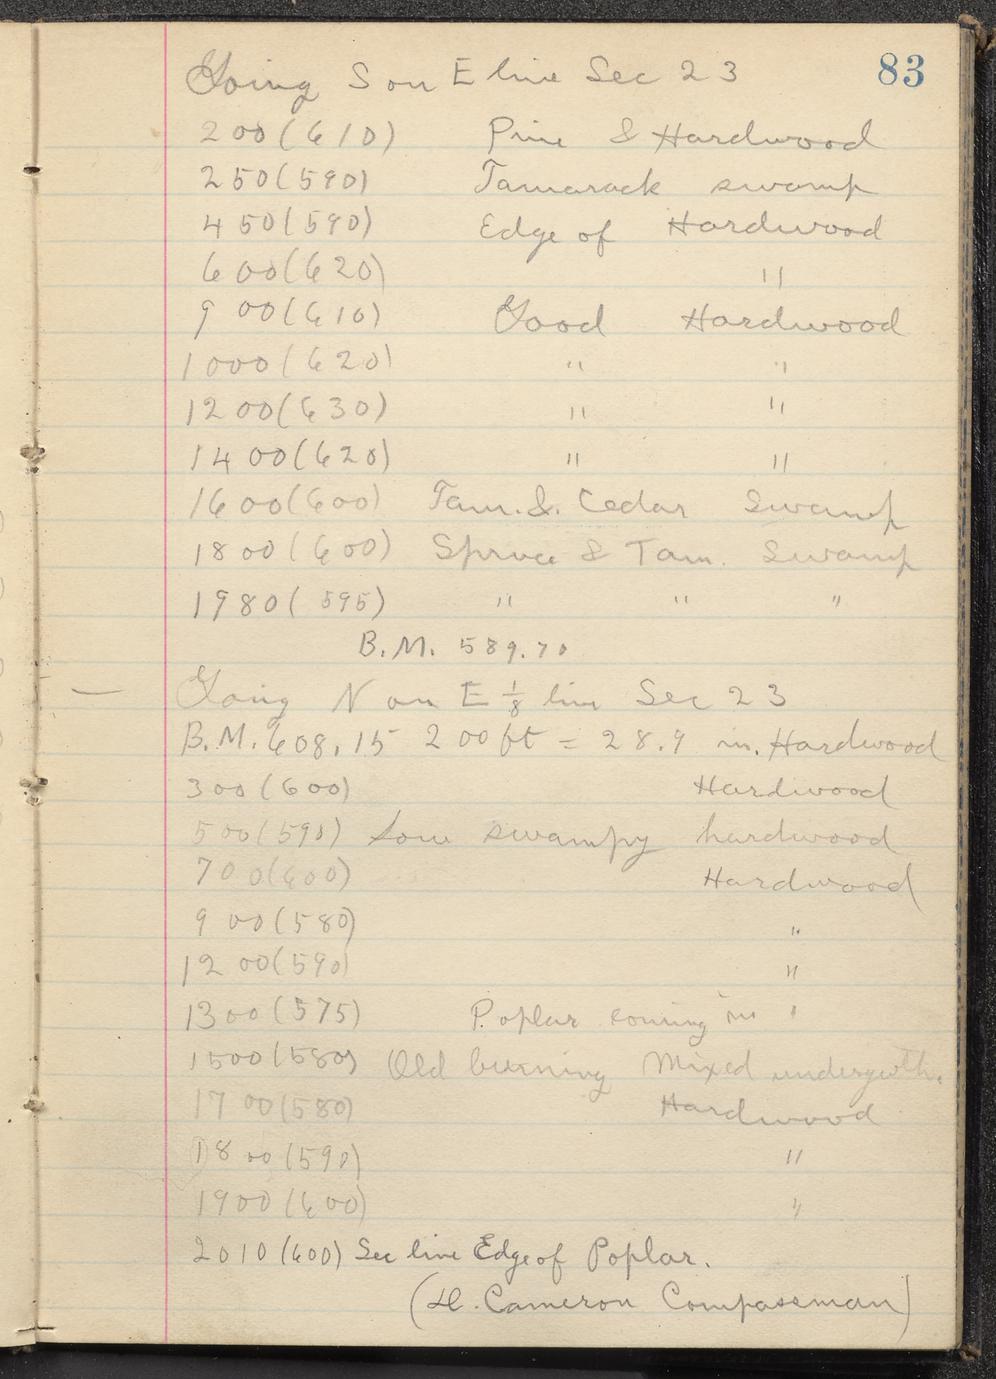 83
Going S on E line Sec 23
200 (610) Pine & Hardwood
250 (590) Tamarack swamp
450 (590) Edge of Hardwood
600 (620) "
900 (610) Good Hardwood
1000 (620) " "
1200 (630) " "
1400 (620) " "
1600 (600) Tam. & Cedar Swamp
1800 (600) Spruce & Tam. Swamp
1980 (595) " " "
B.M. 589.70
— Going N on E 1/8 line Sec 23
B.M. 608.15 200 ft = 28.9 in. Hardwood
300 (600) Hardwood
500 (590) Low swampy hardwood
700 (600) Hardwood
900 (580) "
1200 (590) "
1300 (575) Poplar coming in "
1500 (580) Old burning Mixed undergwth.
1700 (580) Hardwood
1800 (590) "
1900 (600) "
2010 (600) Sec line Edge of Poplar.
(H. Cameron Compassman)